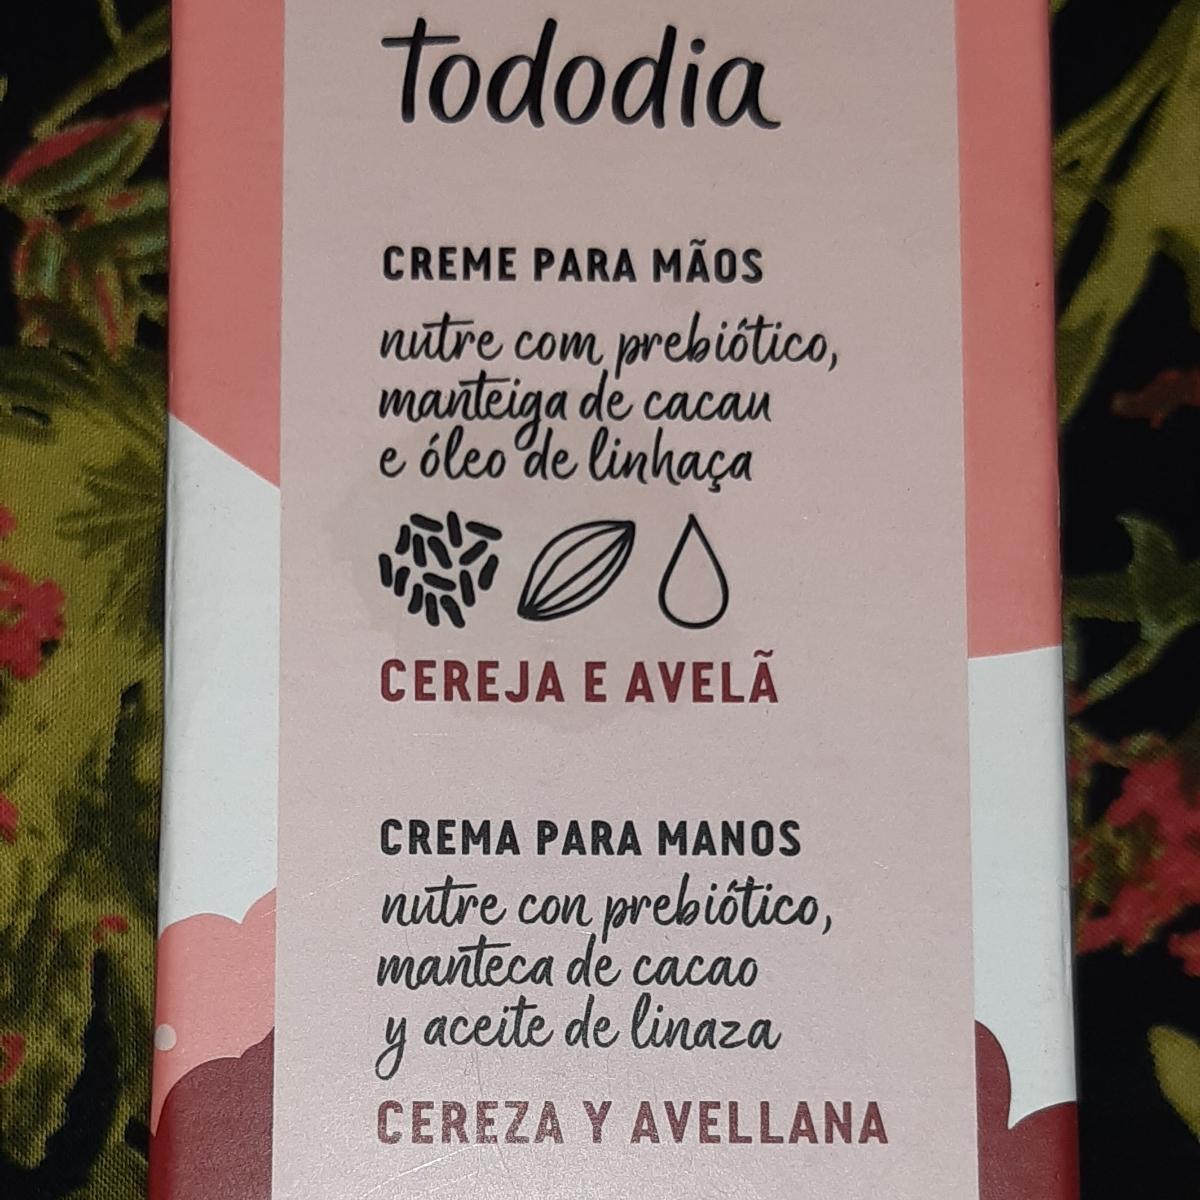 Tododia
CREME PARA MÃOS
nutre com prebiótico,
manteiga de cacau
e óleo de linhaça
CEREJA E AVELÃ
CREMA PARA MANOS
nutre con prebiótico,
manteca de cacao
y aceite de linaza
CEREZA Y AVELLANA